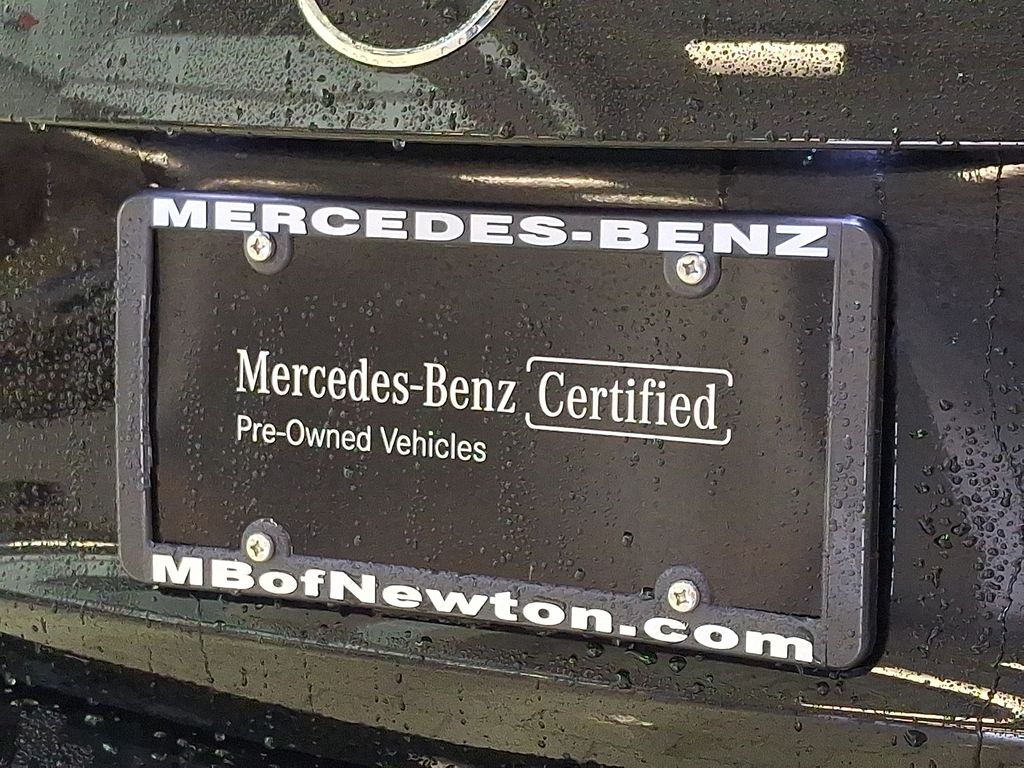 MERCEDES-BENZ
Mercedes-Benz Certified
Pre-Owned Vehicles
MBofNewton.com